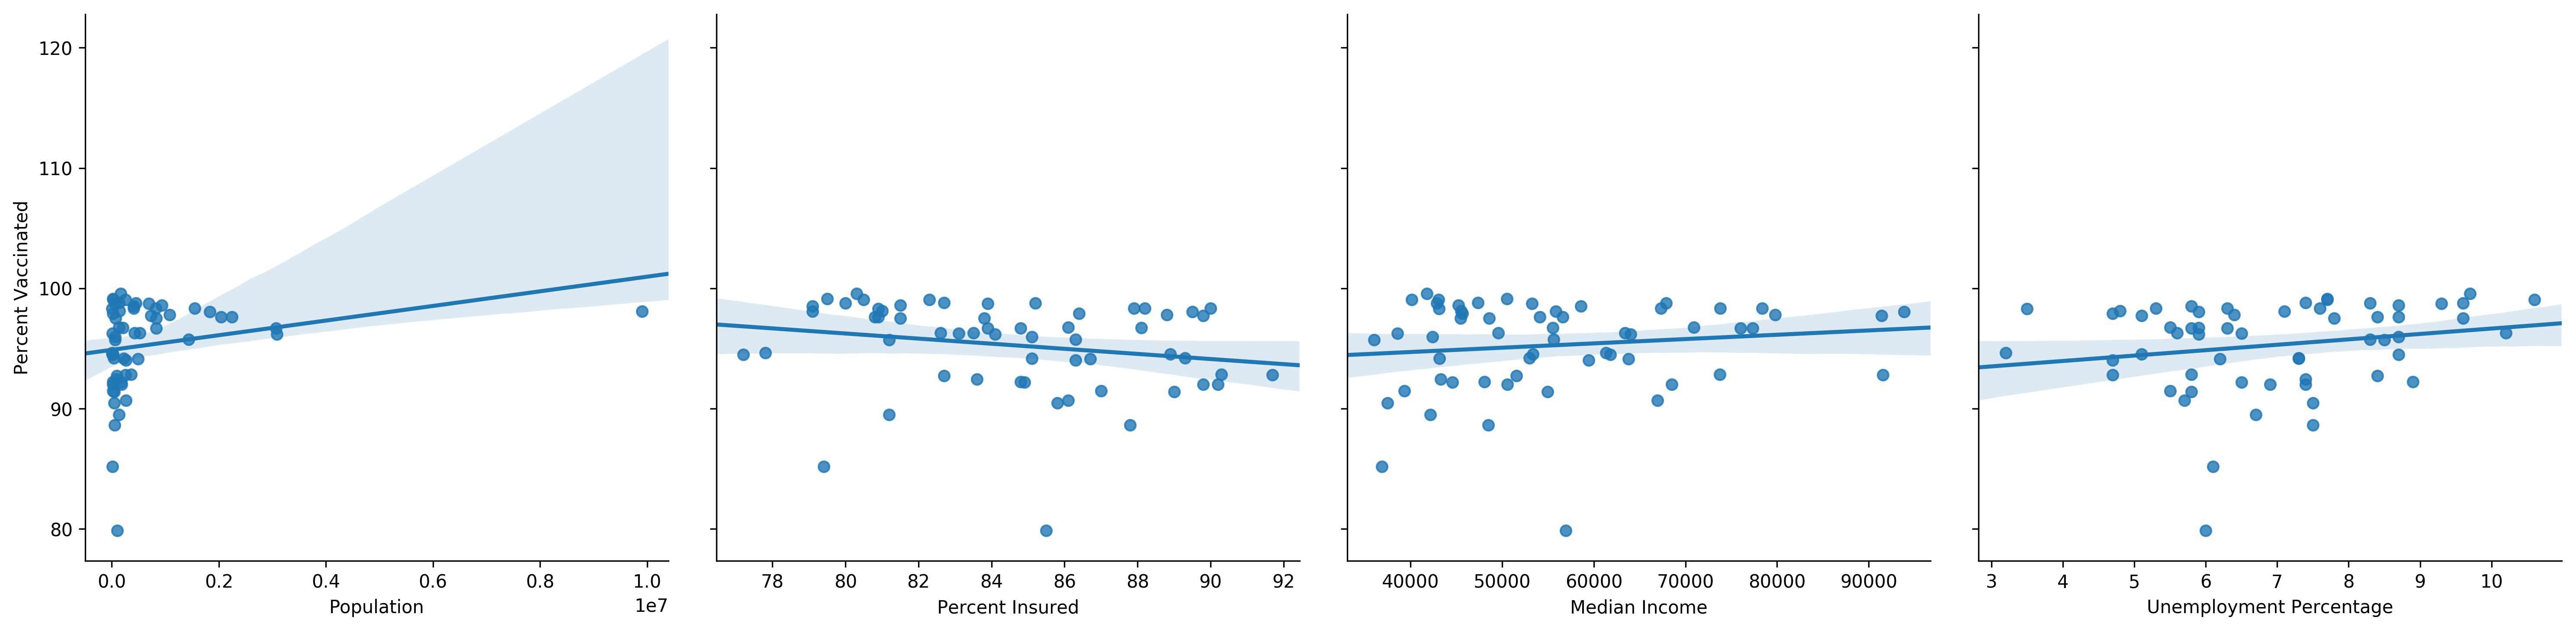 Percent Vaccinated
120
110
100
90
80
0.0 0.2 0.4 0.6 0.8 1.0
1e7
Population
78 80 82 84 86 88 90 92
Percent Insured
40000 50000 60000 70000 80000 90000
Median Income
3 4 5 6 7 8 9 10
Unemployment Percentage